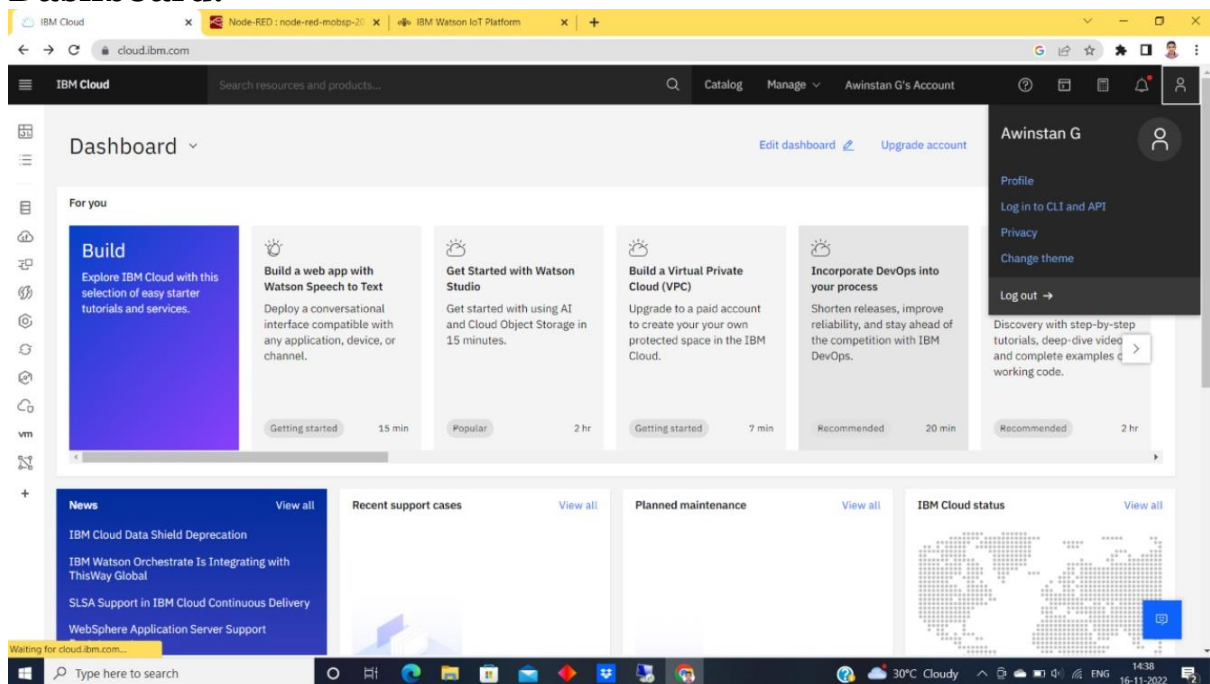 Dashboard:
IBM Cloud
Node-RED : node-red-mobsp-20
IBM Watson IoT Platform
cloud.ibm.com
IBM Cloud
Search resources and products...
Catalog
Manage
Awinstan G's Account
Dashboard
Edit dashboard
Upgrade account
Awinstan G
Profile
Log in to CLI and API
Privacy
Change theme
Log out →
For you
Build
Explore IBM Cloud with this
selection of easy starter
tutorials and services.
Build a web app with
Watson Speech to Text
Deploy a conversational
interface compatible with
any application, device, or
channel.
Getting started
15 min
Get Started with Watson
Studio
Get started with using AI
and Cloud Object Storage in
15 minutes.
Popular
2 hr
Build a Virtual Private
Cloud (VPC)
Upgrade to a paid account
to create your your own
protected space in the IBM
Cloud.
Getting started
7 min
Incorporate DevOps into
your process
Shorten releases, improve
reliability, and stay ahead of
the competition with IBM
DevOps.
Recommended
20 min
Discovery with step-by-step
tutorials, deep-dive video
and complete examples
working code.
Recommended
2 hr
vm
News
View all
IBM Cloud Data Shield Deprecation
IBM Watson Orchestrate Is Integrating with
ThisWay Global
SLSA Support in IBM Cloud Continuous Delivery
WebSphere Application Server Support
Recent support cases
View all
Planned maintenance
View all
IBM Cloud status
View all
Waiting for cloud.ibm.com...
Type here to search
30°C Cloudy
ENG
14:38
16-11-2022
2